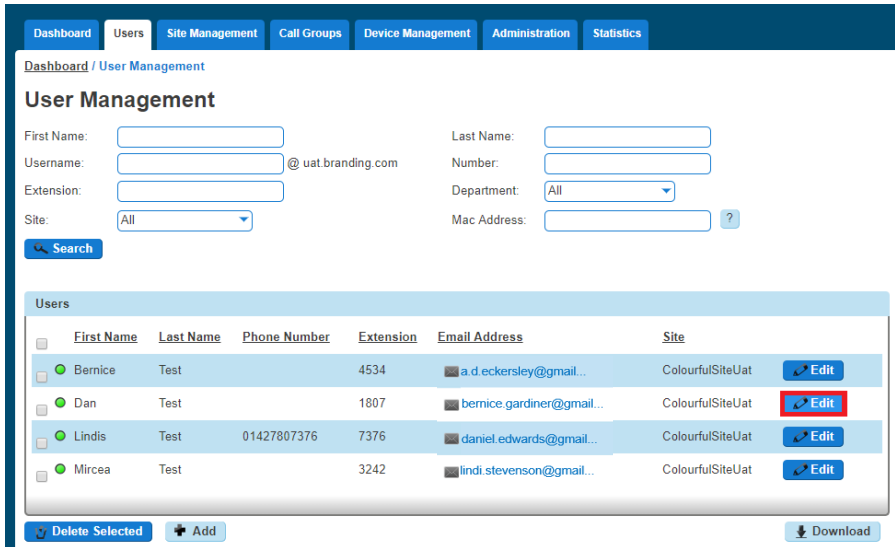 Dashboard Users Site Management Call Groups Device Management Administration Statistics
Dashboard / User Management
User Management
First Name: Last Name:
Username: @ uat.branding.com Number:
Extension: Department: All
Site: All Mac Address: ?
Search
Users
First Name Last Name Phone Number Extension Email Address Site
Bernice Test 4534 a.d.eckersley@gmail... ColourfulSiteUat Edit
Dan Test 1807 bernice.gardiner@gmail... ColourfulSiteUat Edit
Lindis Test 01427807376 7376 daniel.edwards@gmail... ColourfulSiteUat Edit
Mircea Test 3242 lindi.stevenson@gmail... ColourfulSiteUat Edit
Delete Selected Add Download